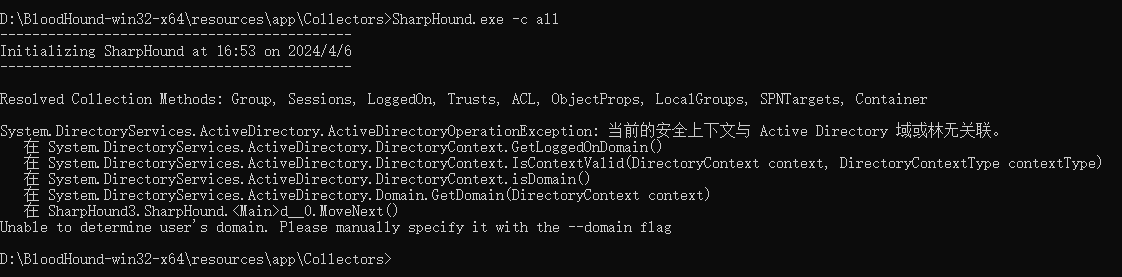 D:\BloodHound-win32-x64\resources\app\Collectors>SharpHound.exe -c all
--------------------------------------------
Initializing SharpHound at 16:53 on 2024/4/6
--------------------------------------------
Resolved Collection Methods: Group, Sessions, LoggedOn, Trusts, ACL, ObjectProps, LocalGroups, SPNTargets, Container
System.DirectoryServices.ActiveDirectory.ActiveDirectoryOperationException: 当前的安全上下文与 Active Directory 域或林无关联。
在 System.DirectoryServices.ActiveDirectory.DirectoryContext.GetLoggedOnDomain()
在 System.DirectoryServices.ActiveDirectory.DirectoryContext.IsContextValid(DirectoryContext context, DirectoryContextType contextType)
在 System.DirectoryServices.ActiveDirectory.DirectoryContext.isDomain()
在 System.DirectoryServices.ActiveDirectory.Domain.GetDomain(DirectoryContext context)
在 SharpHound3.SharpHound.<Main>d__0.MoveNext()
Unable to determine user's domain. Please manually specify it with the --domain flag
D:\BloodHound-win32-x64\resources\app\Collectors>